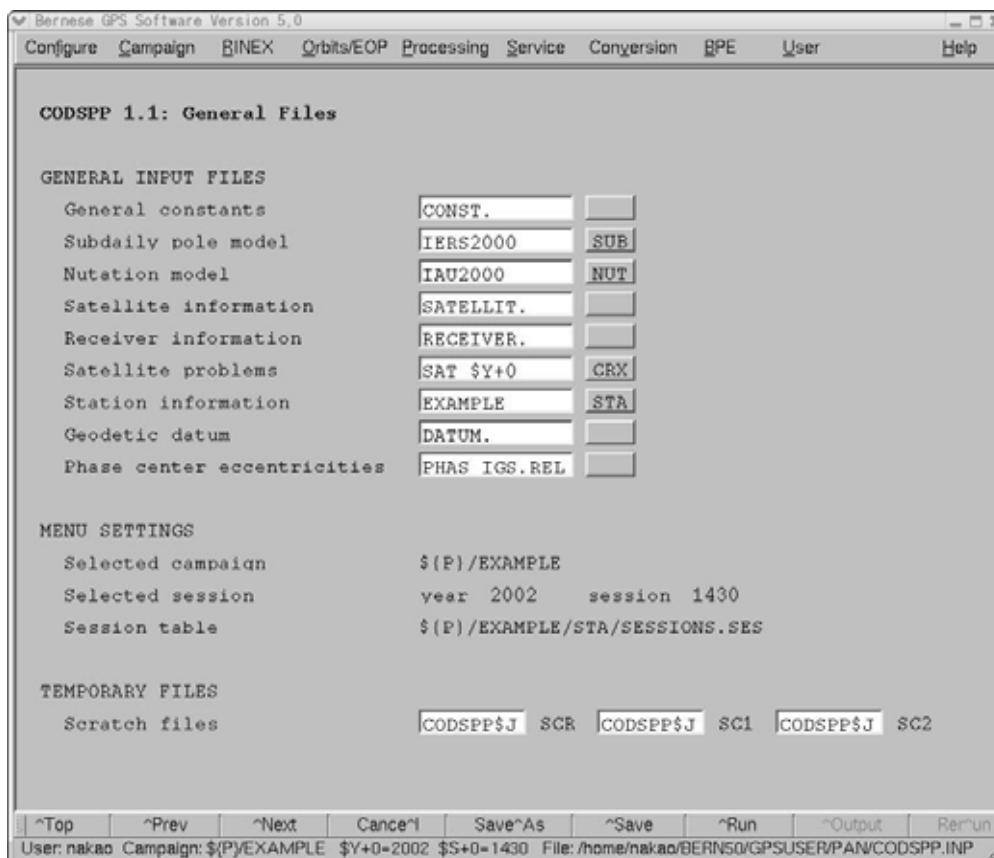 Bernese GPS Software Version 5.0
Configure Campaign RINEX Orbits/EOP Processing Service Conversion BPE User Help
CODSPP 1.1: General Files
GENERAL INPUT FILES
General constants CONST.
Subdaily pole model IERS2000 SUB
Nutation model IAU2000 NUT
Satellite information SATELLIT.
Receiver information RECEIVER.
Satellite problems SAT_$Y+0 CRX
Station information EXAMPLE STA
Geodetic datum DATUM.
Phase center eccentricities PHAS_IGS.REL
MENU SETTINGS
Selected campaign ${P}/EXAMPLE
Selected session year 2002 session 1430
Session table ${P}/EXAMPLE/STA/SESSIONS.SES
TEMPORARY FILES
Scratch files CODSPP$J SCR CODSPP$J SC1 CODSPP$J SC2
^Top ^Prev ^Next Cance^l Save^As ^Save ^Run ^Output Rer^un
User: nakao Campaign: ${P}/EXAMPLE $Y+0=2002 $S+0=1430 File: /home/nakao/BERN50/GPSUSER/PAN/CODSPP.INP